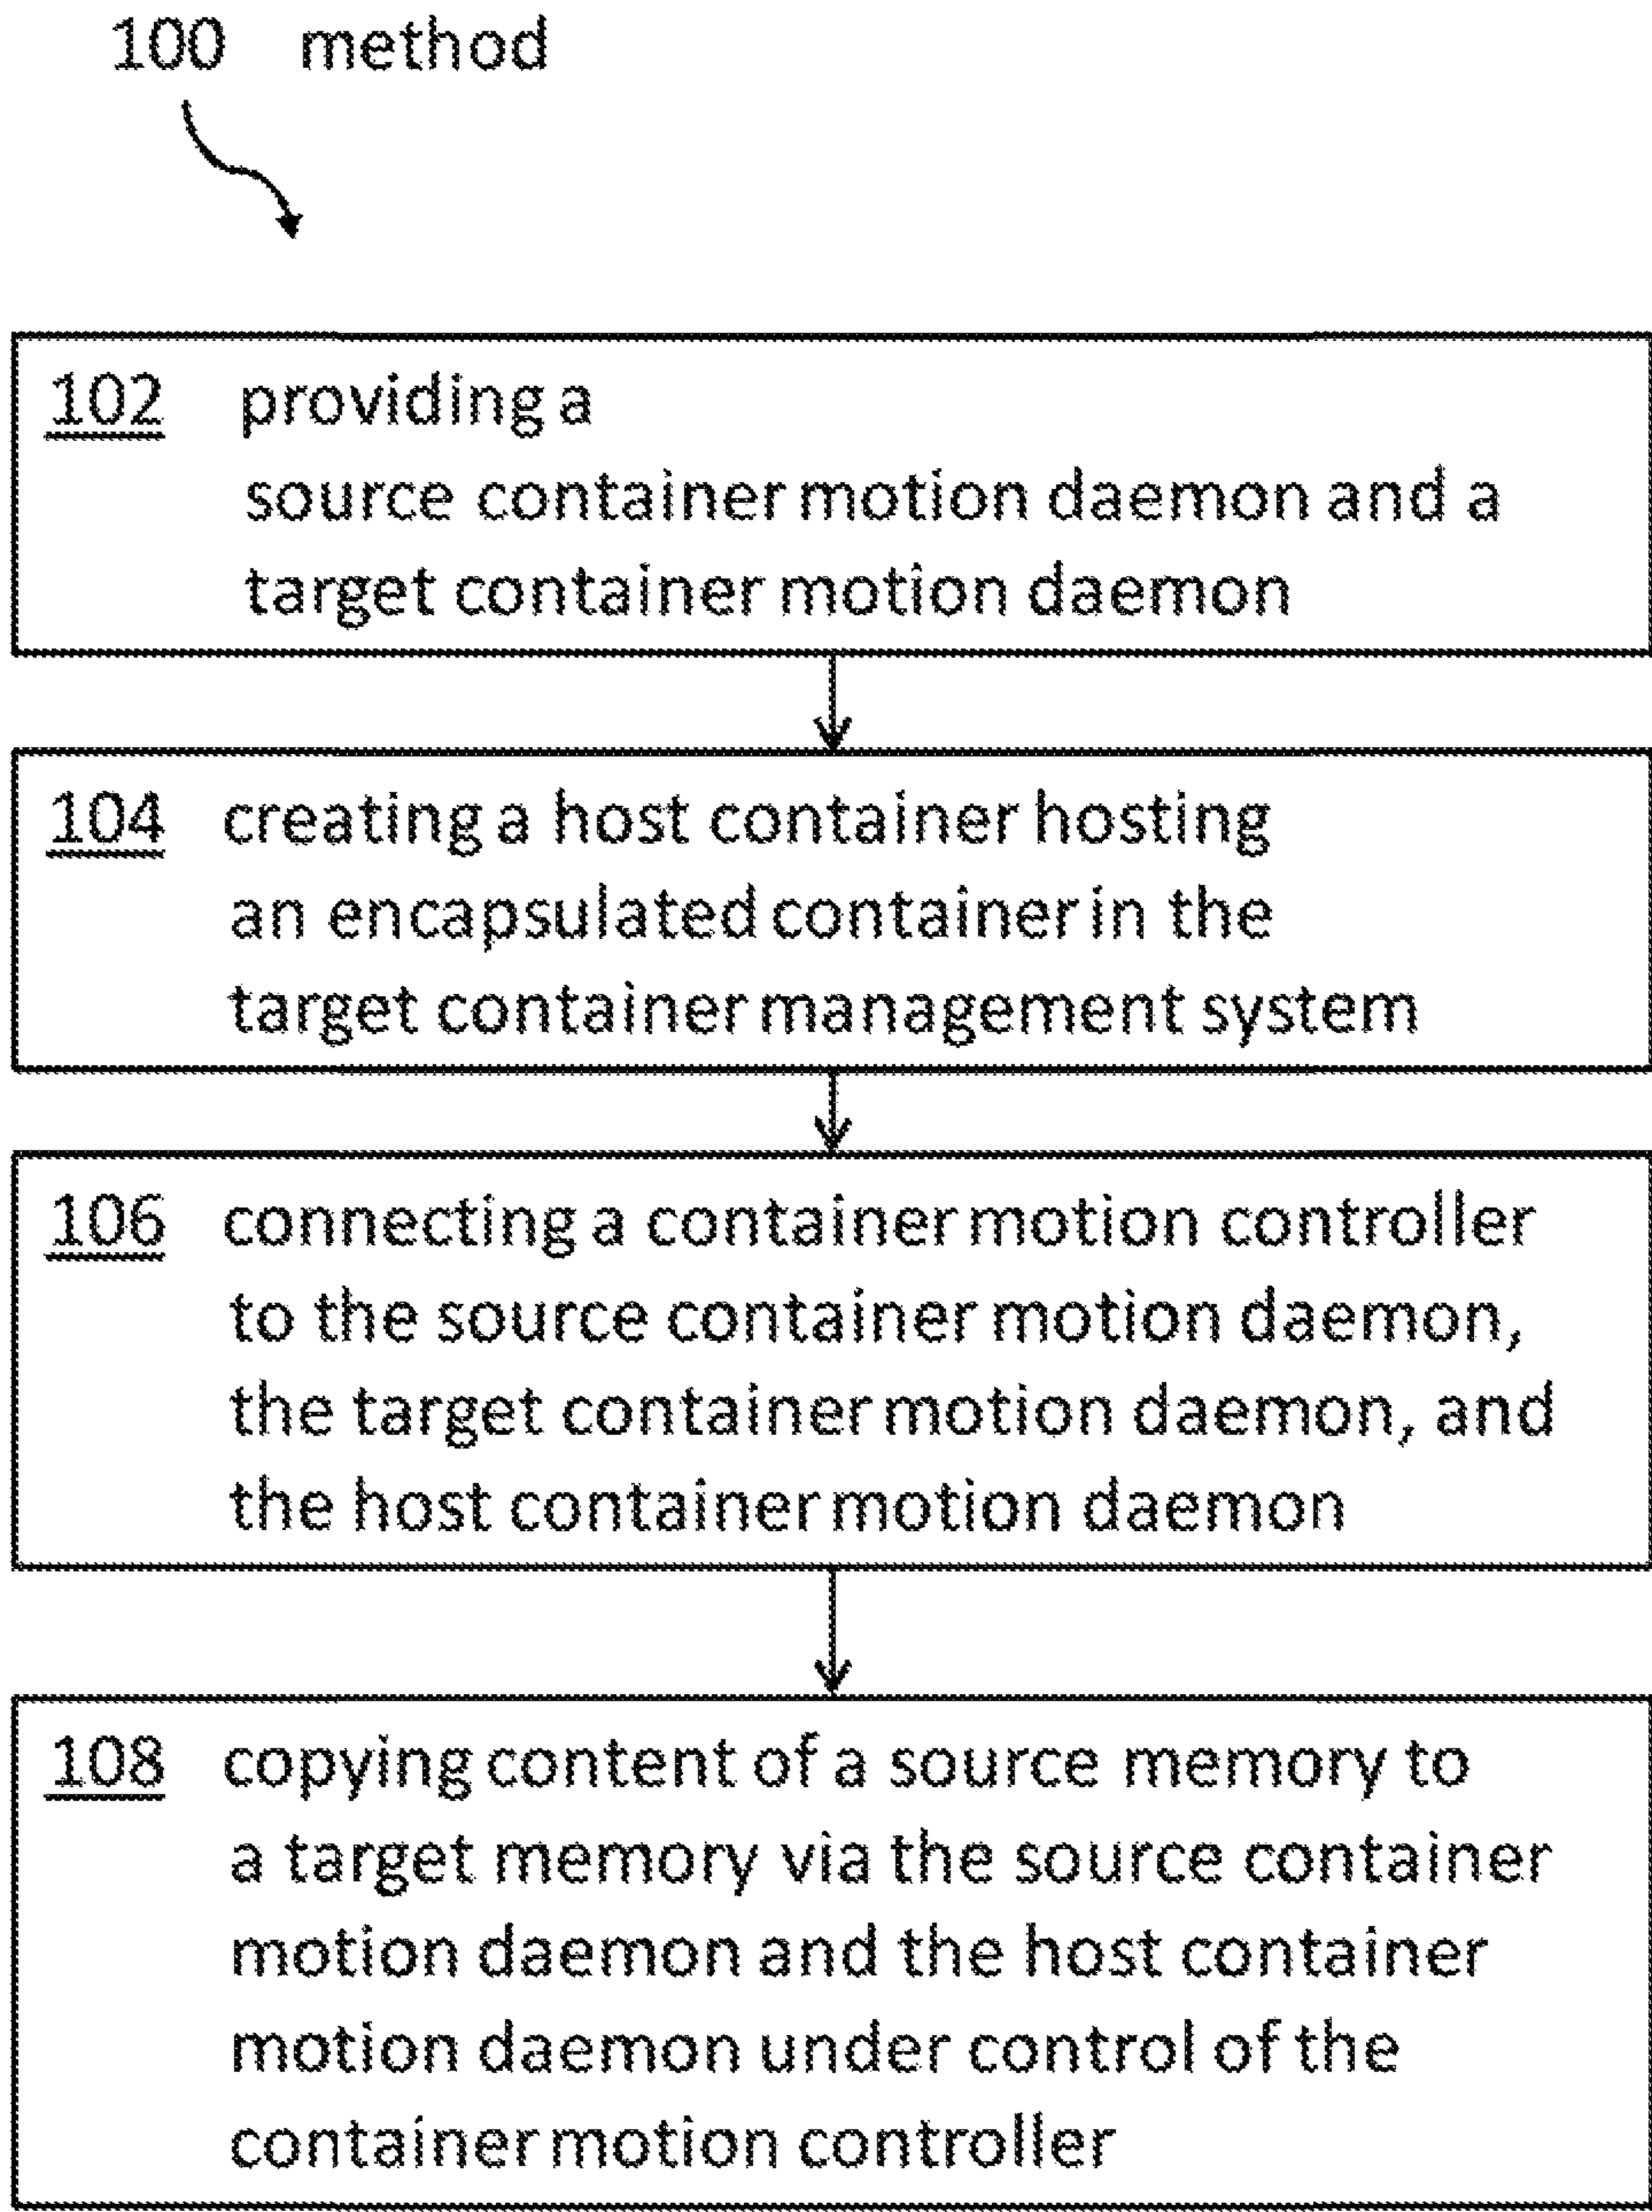 100 method
102 providing a
source container motion daemon and a
target container motion daemon
104 creating a host container hosting
an encapsulated container in the
target container management system
106 connecting a container motion controller
to the source container motion daemon,
the target container motion daemon, and
the host container motion daemon
108 copying content of a source memory to
a target memory via the source container
motion daemon and the host container
motion daemon under control of the
container motion controller